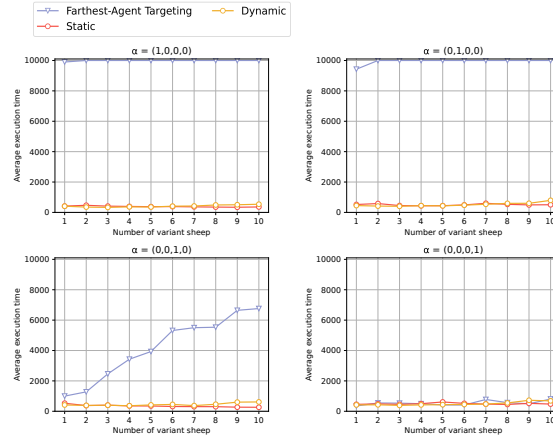 Farthest-Agent Targeting
Dynamic
Static
α = (1,0,0,0)
Average execution time
10000
8000
6000
4000
2000
0
1 2 3 4 5 6 7 8 9 10
Number of variant sheep
α = (0,1,0,0)
Average execution time
10000
8000
6000
4000
2000
0
1 2 3 4 5 6 7 8 9 10
Number of variant sheep
α = (0,0,1,0)
Average execution time
10000
8000
6000
4000
2000
0
1 2 3 4 5 6 7 8 9 10
Number of variant sheep
α = (0,0,0,1)
Average execution time
10000
8000
6000
4000
2000
0
1 2 3 4 5 6 7 8 9 10
Number of variant sheep